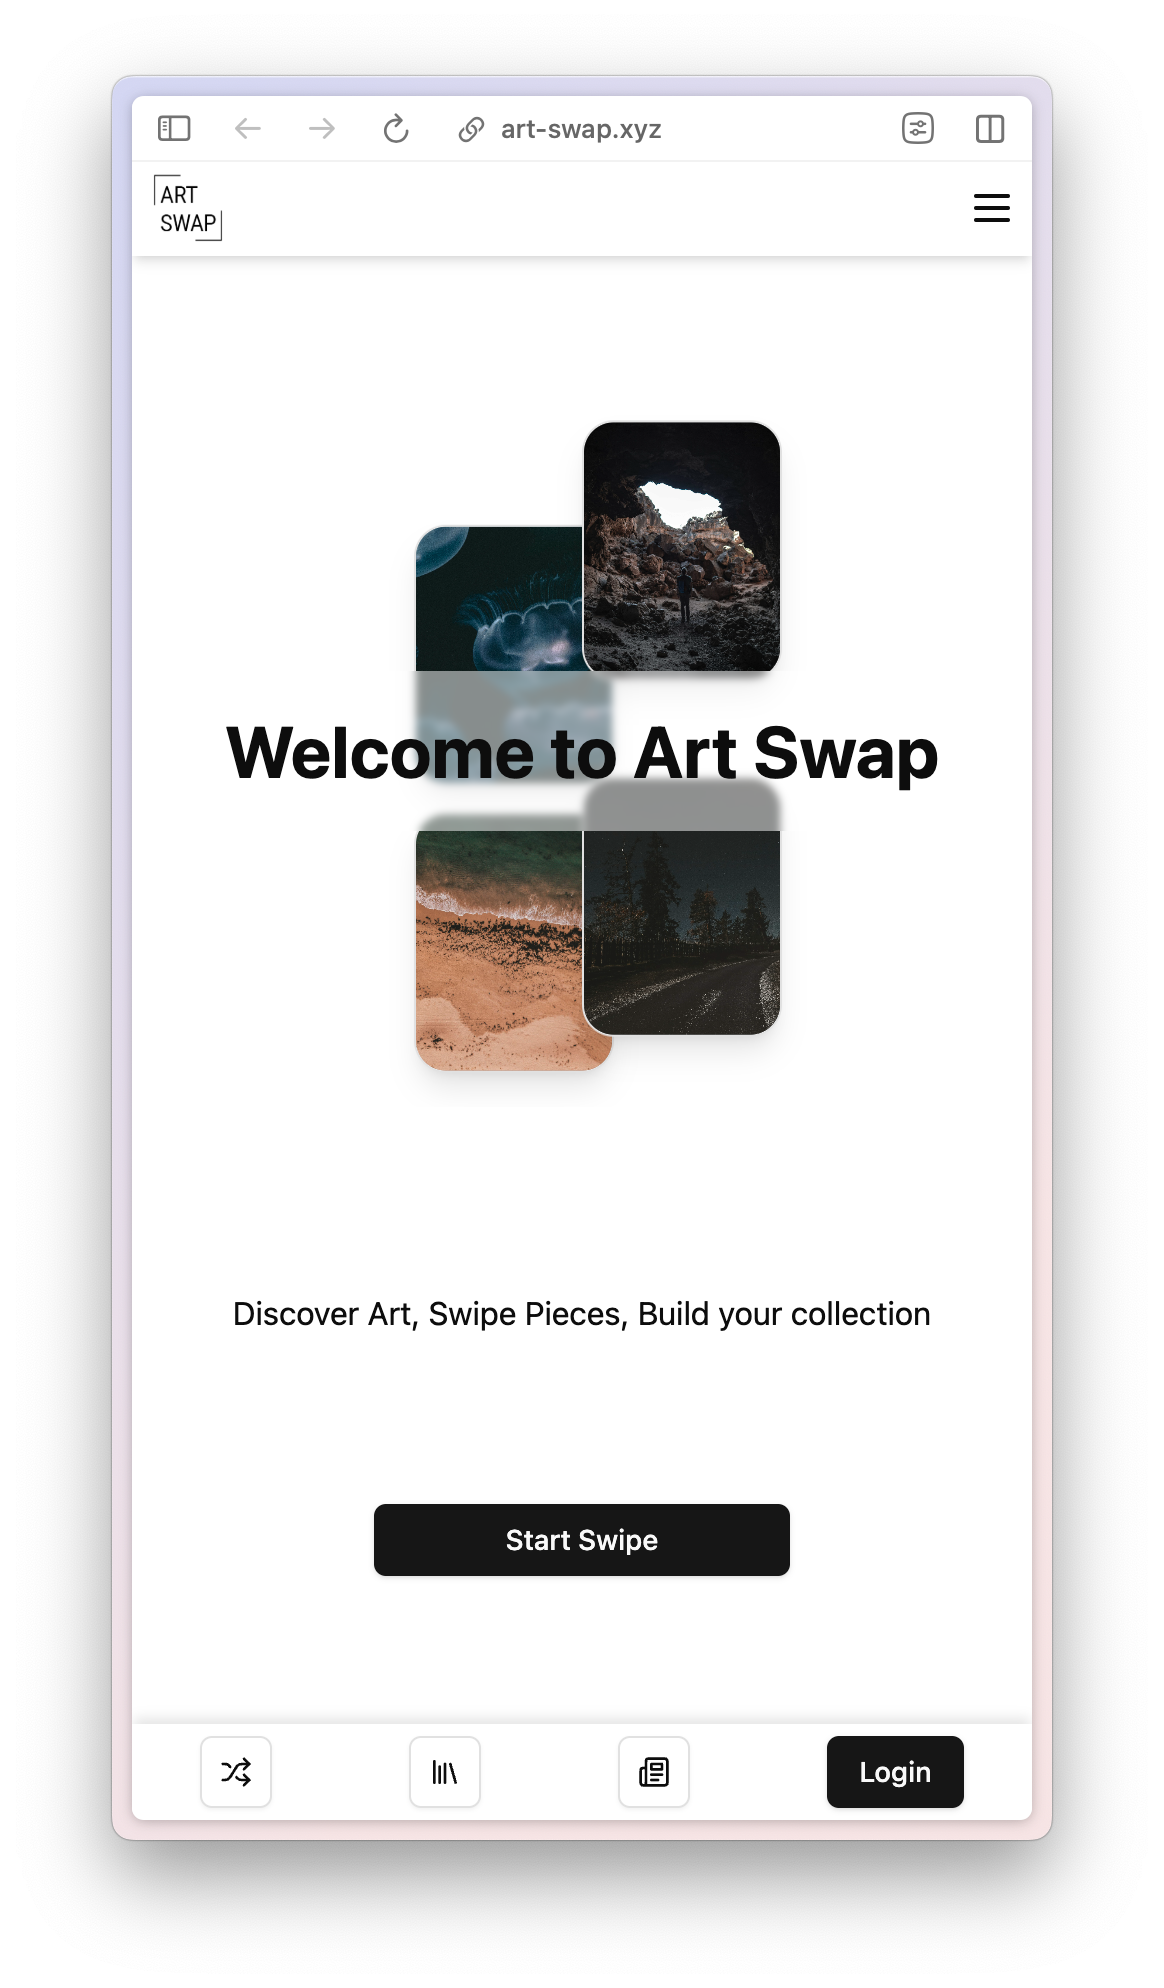 art-swap.xyz
ART
SWAP
Welcome to Art Swap
Discover Art, Swipe Pieces, Build your collection
Start Swipe
Login